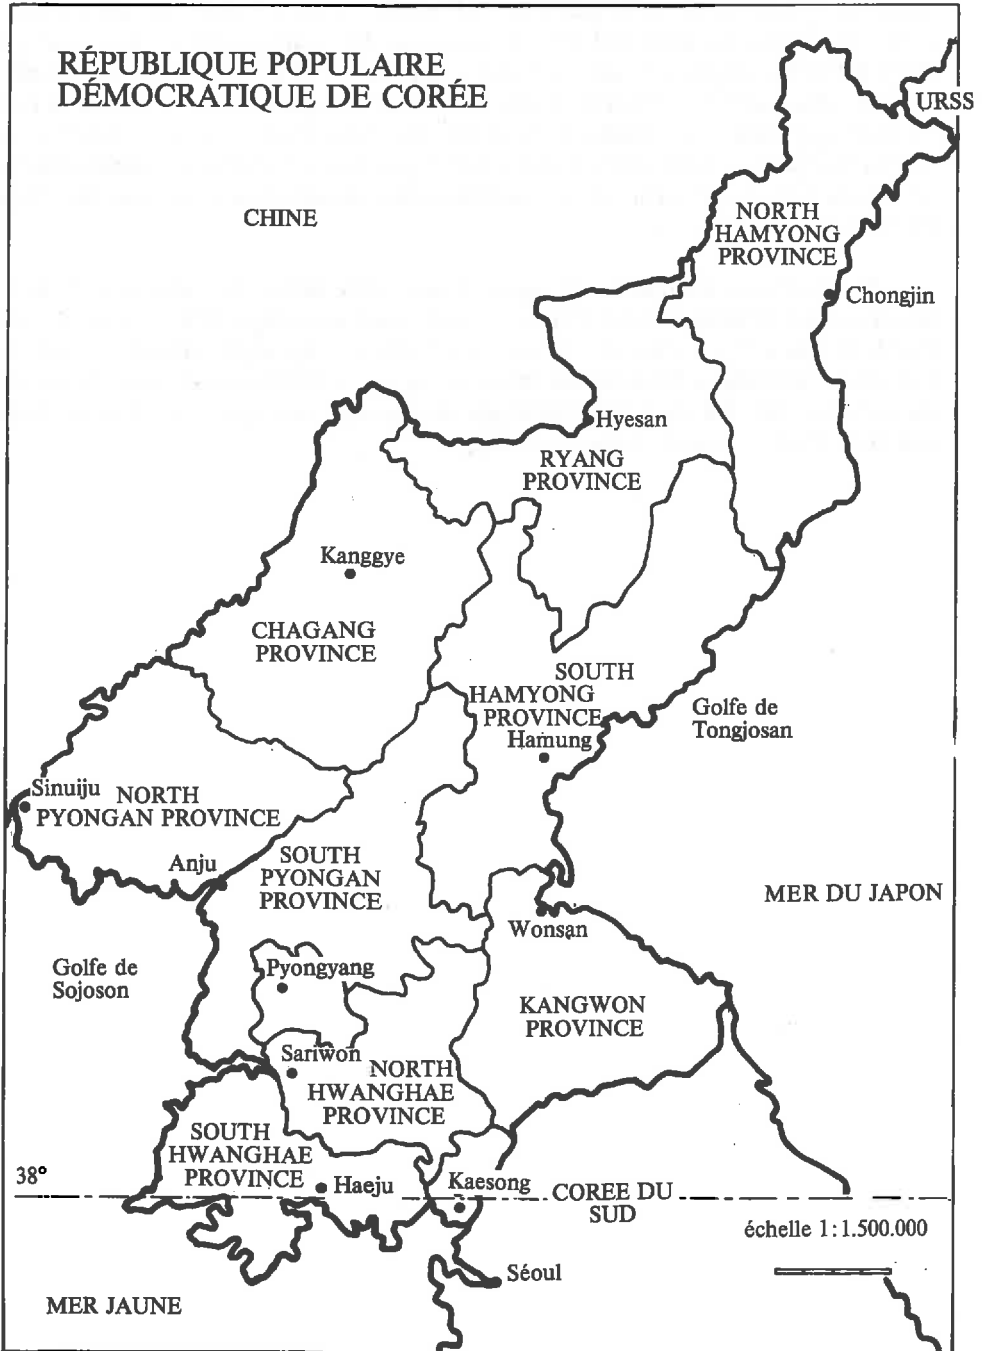 RÉPUBLIQUE POPULAIRE
DÉMOCRATIQUE DE CORÉE
URSS
CHINE
NORTH
HAMYONG
PROVINCE
Chongjin
Hyesan
RYANG
PROVINCE
Kanggye
CHAGANG
PROVINCE
SOUTH
HAMYONG
PROVINCE
Hamung
Golfe de
Tongjosan
Sinuiju
NORTH
PYONGAN PROVINCE
Anju
SOUTH
PYONGAN
PROVINCE
MER DU JAPON
Wonsan
Golfe de
Sojoson
Pyongyang
KANGWON
PROVINCE
Sariwon
NORTH
HWANGHAE
PROVINCE
SOUTH
HWANGHAE
PROVINCE
38°
Haeju
Kaesong
COREE DU
SUD
échelle 1:1.500.000
Séoul
MER JAUNE